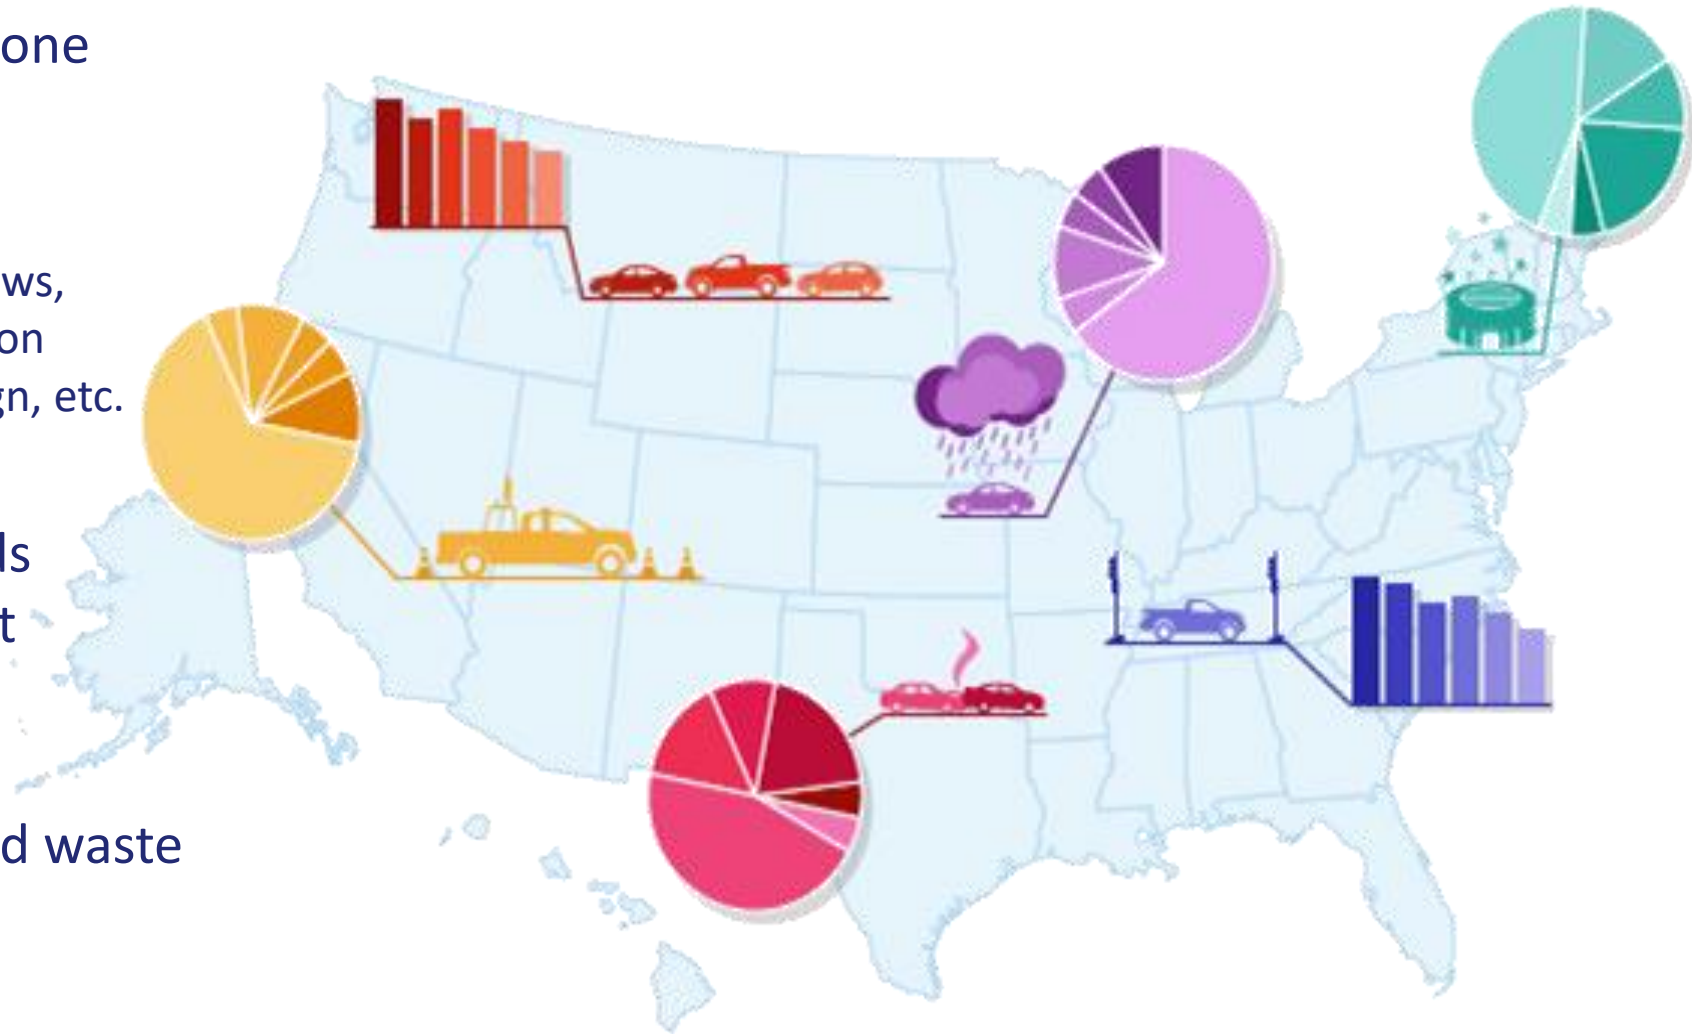 one
ws,
on
gn, etc.
ls
t
d waste